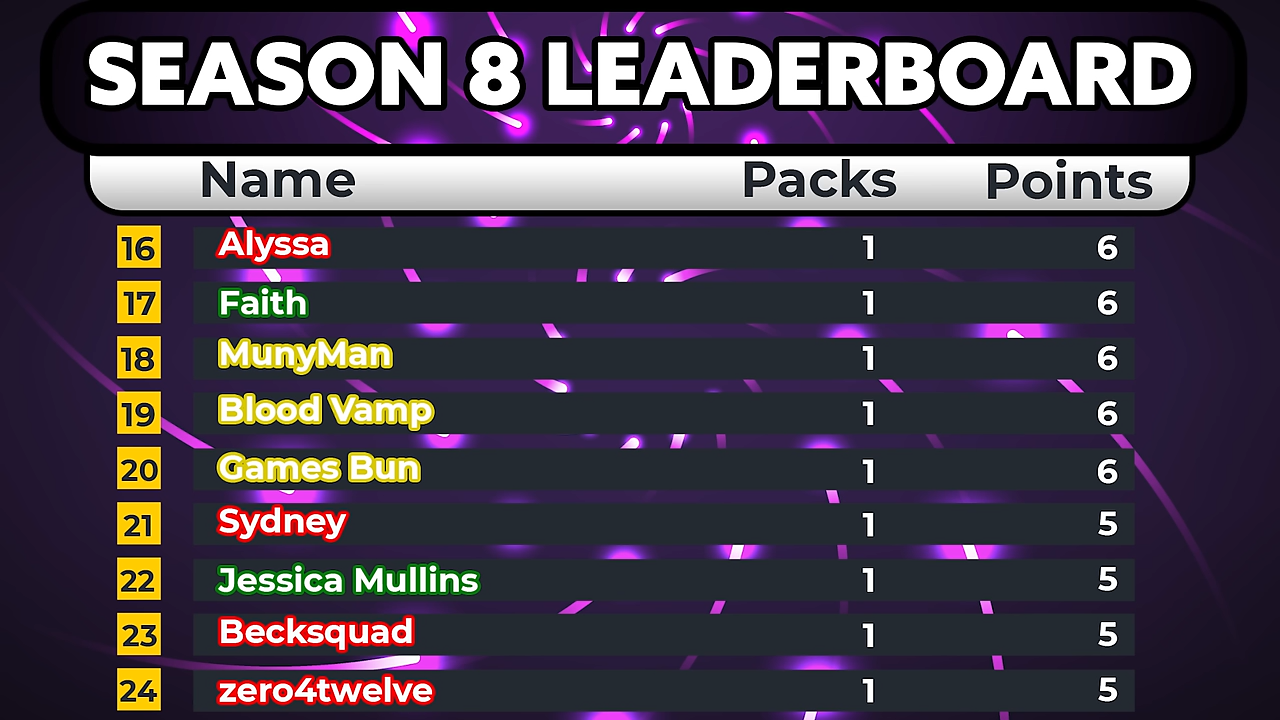 SEASON 8 LEADERBOARD
Name Packs Points
16 Alyssa 1 6
17 Faith 1 6
18 MunyMan 1 6
19 Blood Vamp 1 6
20 Games Bun 1 6
21 Sydney 1 5
22 Jessica Mullins 1 5
23 Becksquad 1 5
24 zero4twelve 1 5